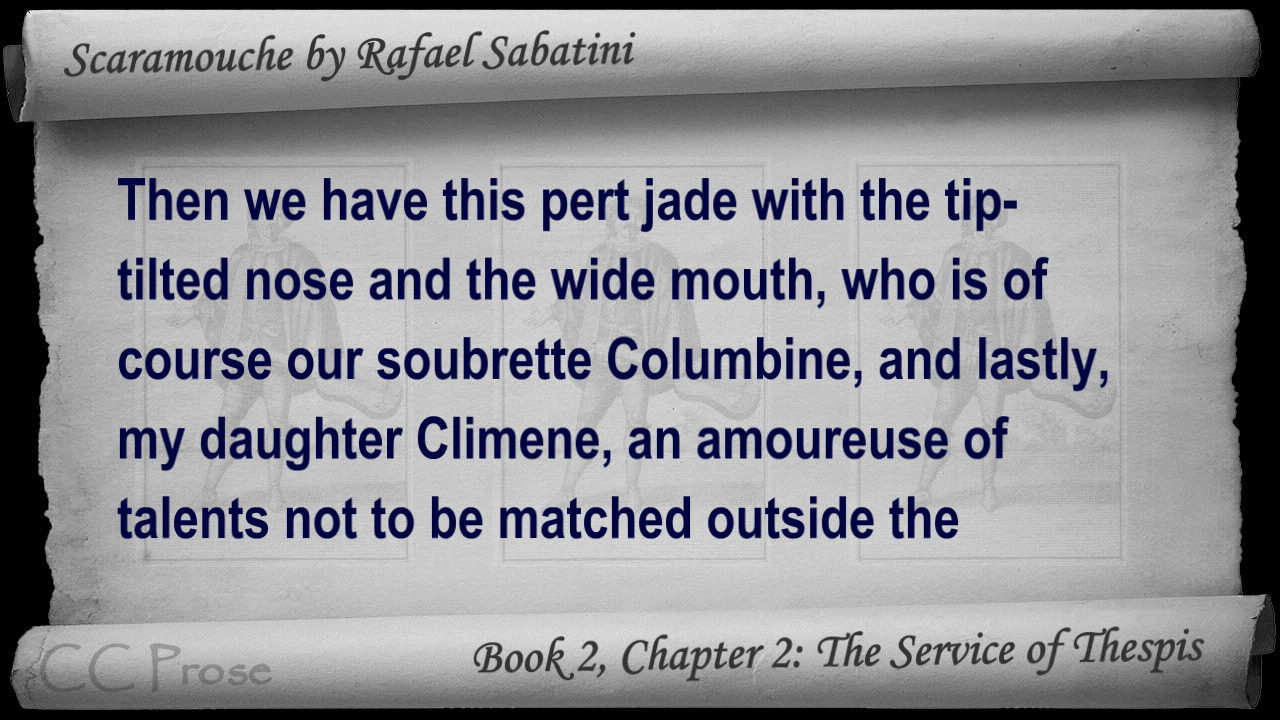 Scaramouche by Rafael Sabatini
Then we have this pert jade with the tip-
tilted nose and the wide mouth, who is of
course our soubrette Columbine, and lastly,
my daughter Climene, an amoureuse of
talents not to be matched outside the
CC Prose
Book 2, Chapter 2: The Service of Thespis